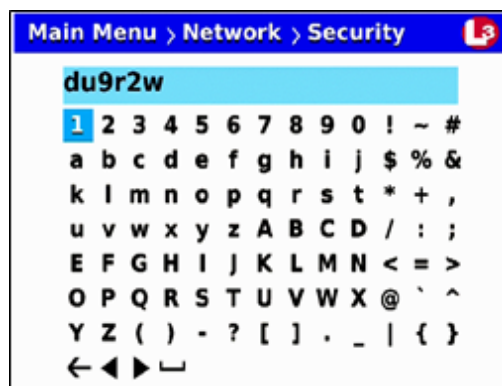 Main Menu > Network > Security L3
du9r2w
1 2 3 4 5 6 7 8 9 0 ! ~ #
a b c d e f g h i j $ % &
k l m n o p q r s t * + ,
u v w x y z A B C D / : ;
E F G H I J K L M N < = >
O P Q R S T U V W X @ ` ^
Y Z ( ) - ? [ ] . _ | { }
← ◀ ▶ ⎵